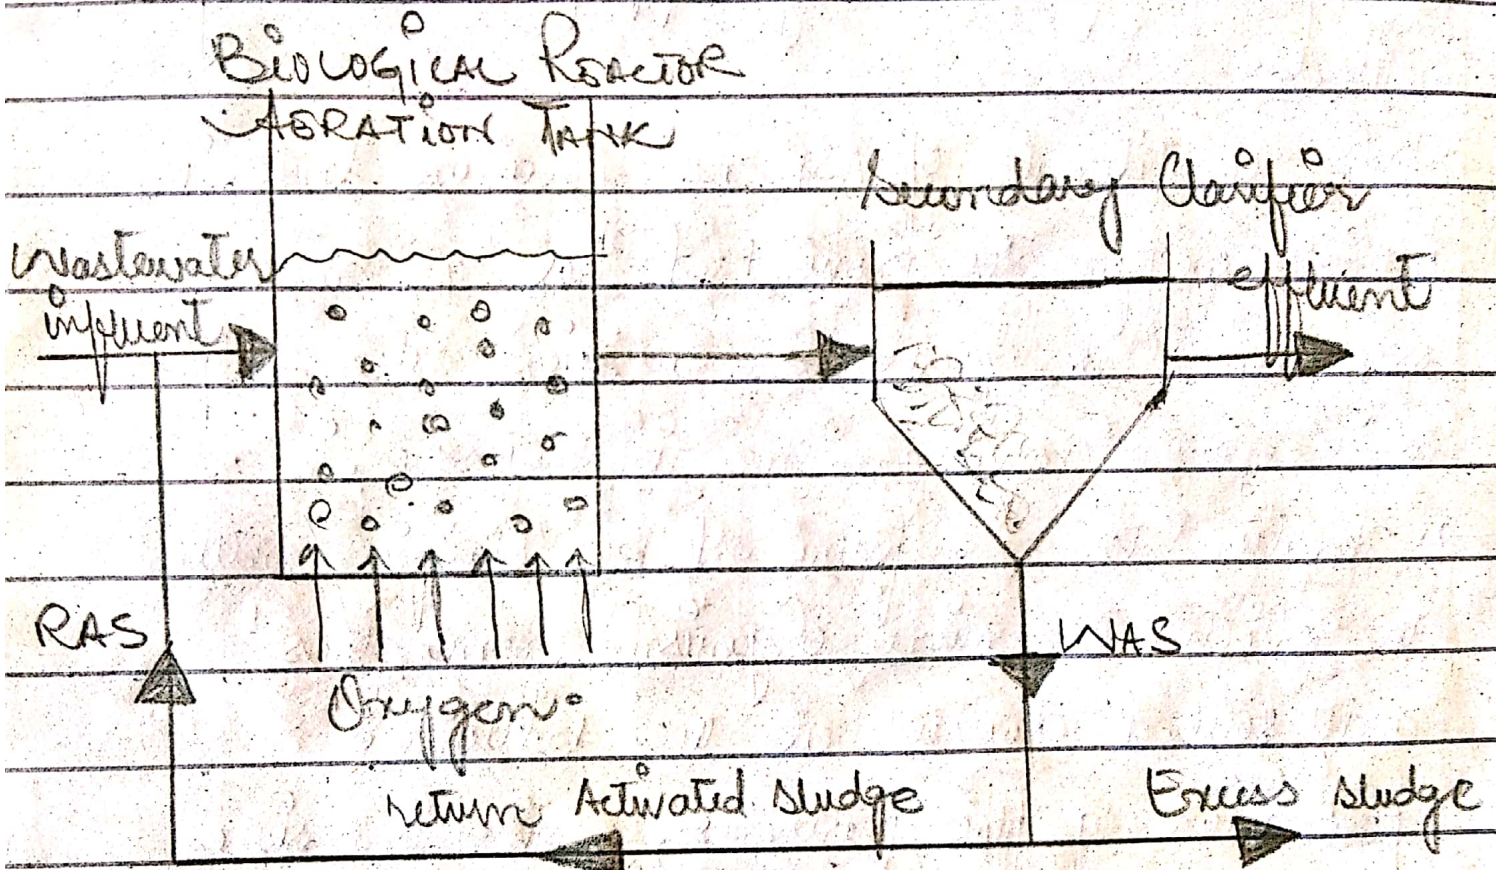 BIOLOGICAL REACTOR
AERATION TANK
Secondary Clarifier
Wastewater
influent
effluent
RAS
WAS
Oxygen
return Activated sludge
Excess sludge